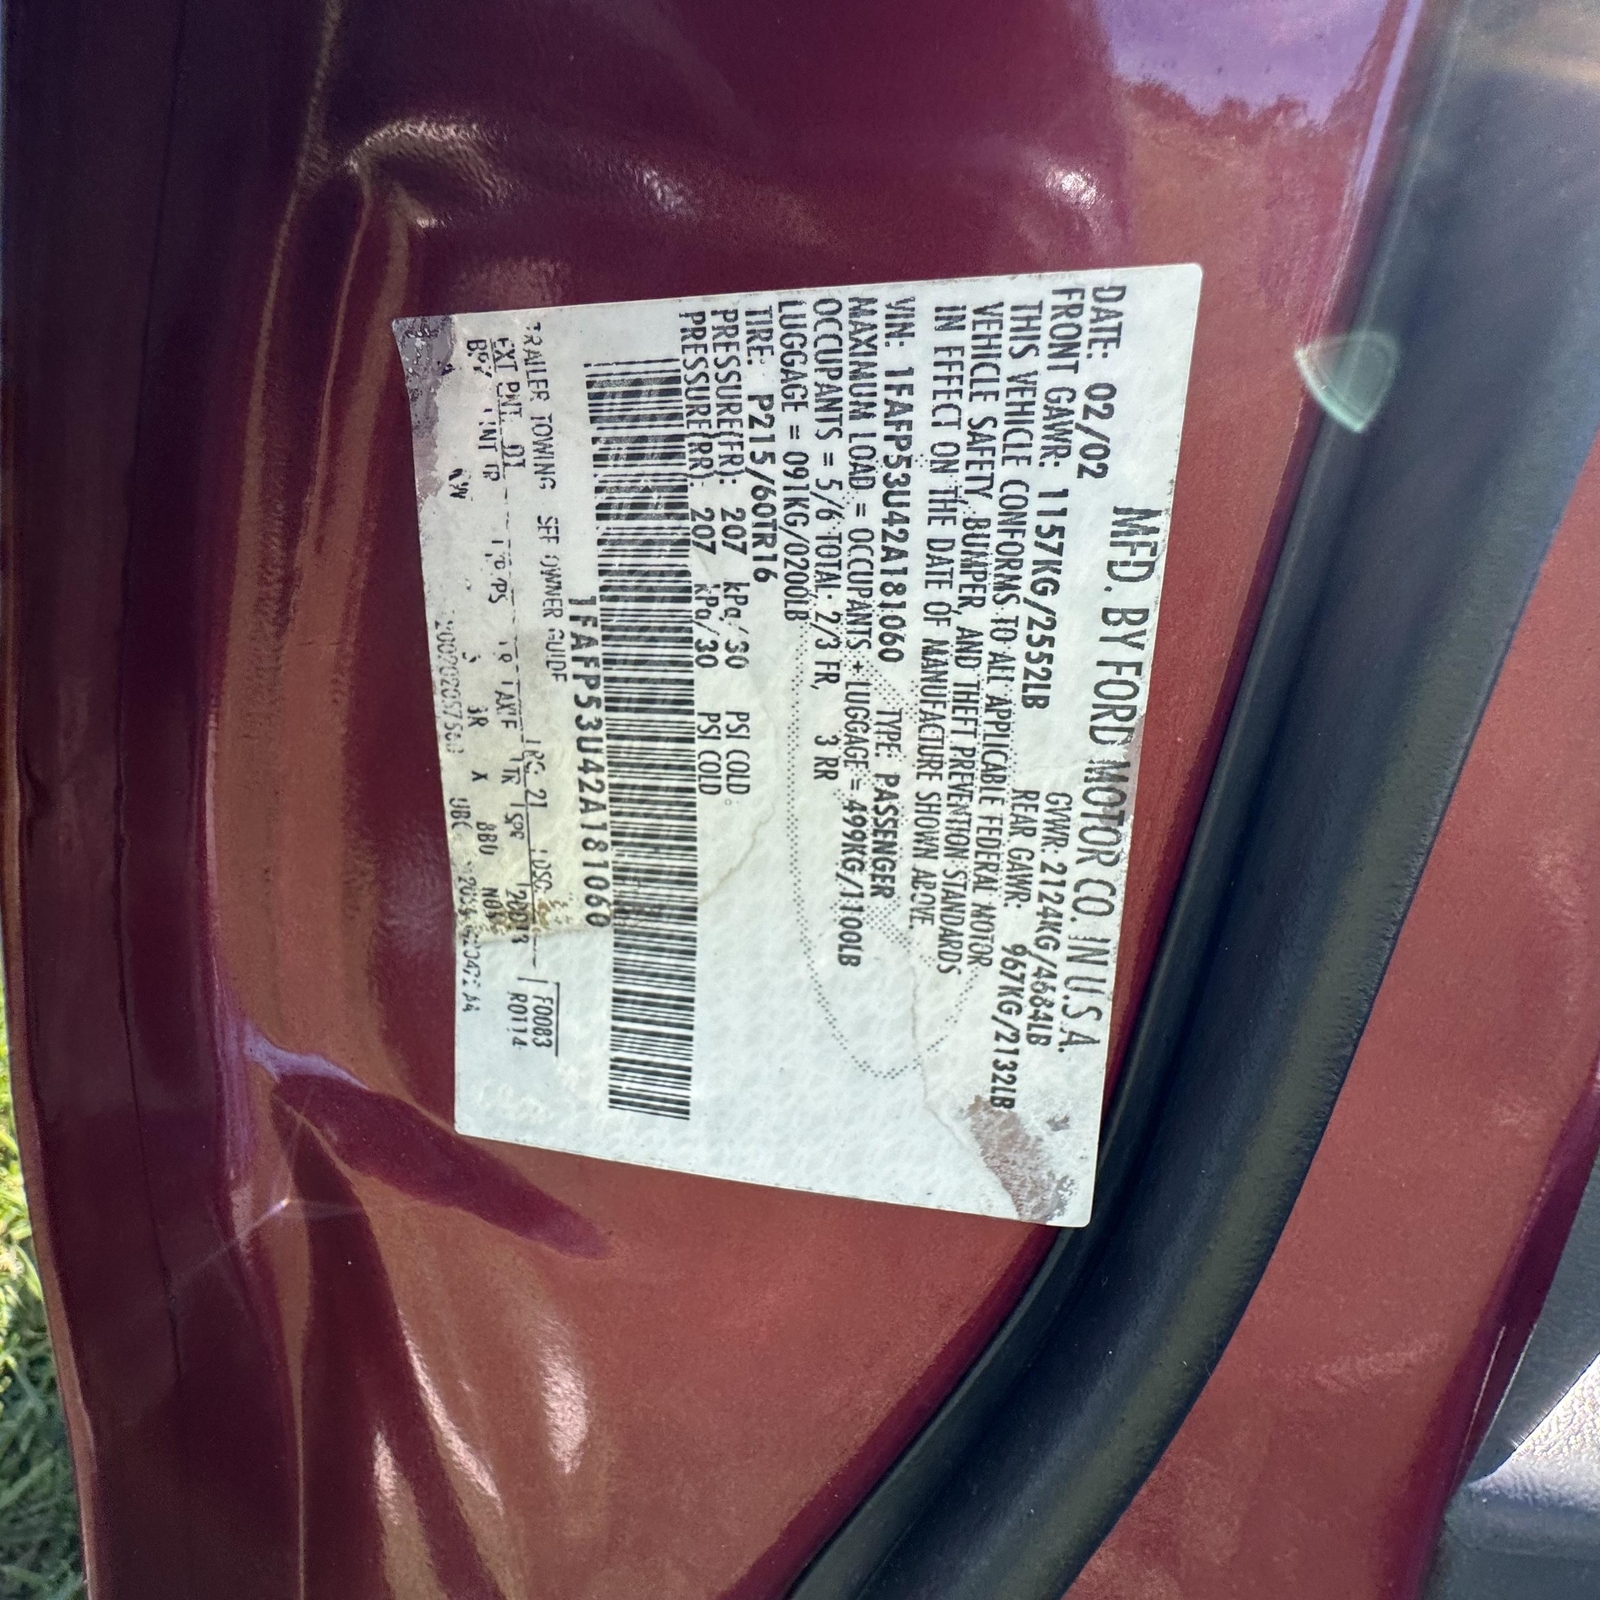 MFD. BY FORD MOTOR CO. IN U.S.A.
DATE: 02/02 GVWR: 2124KG/4684LB
FRONT GAWR: 1157KG/2552LB REAR GAWR: 967KG/2132LB
THIS VEHICLE CONFORMS TO ALL APPLICABLE FEDERAL MOTOR
VEHICLE SAFETY, BUMPER, AND THEFT PREVENTION STANDARDS
IN EFFECT ON THE DATE OF MANUFACTURE SHOWN ABOVE.
VIN: 1FAFP53U42A181060 TYPE: PASSENGER
MAXIMUM LOAD = OCCUPANTS + LUGGAGE = 499KG/1100LB
OCCUPANTS = 5/6 TOTAL: 2/3 FR, 3 RR
LUGGAGE = 091KG/0200LB
TIRE: P215/60TR16
PRESSURE(FR): 207 kPa/30 PSI COLD
PRESSURE(RR): 207 kPa/30 PSI COLD
1FAFP53U42A181060
TRAILER TOWING SEE OWNER GUIDE
EXT PNT: F0083
R0114